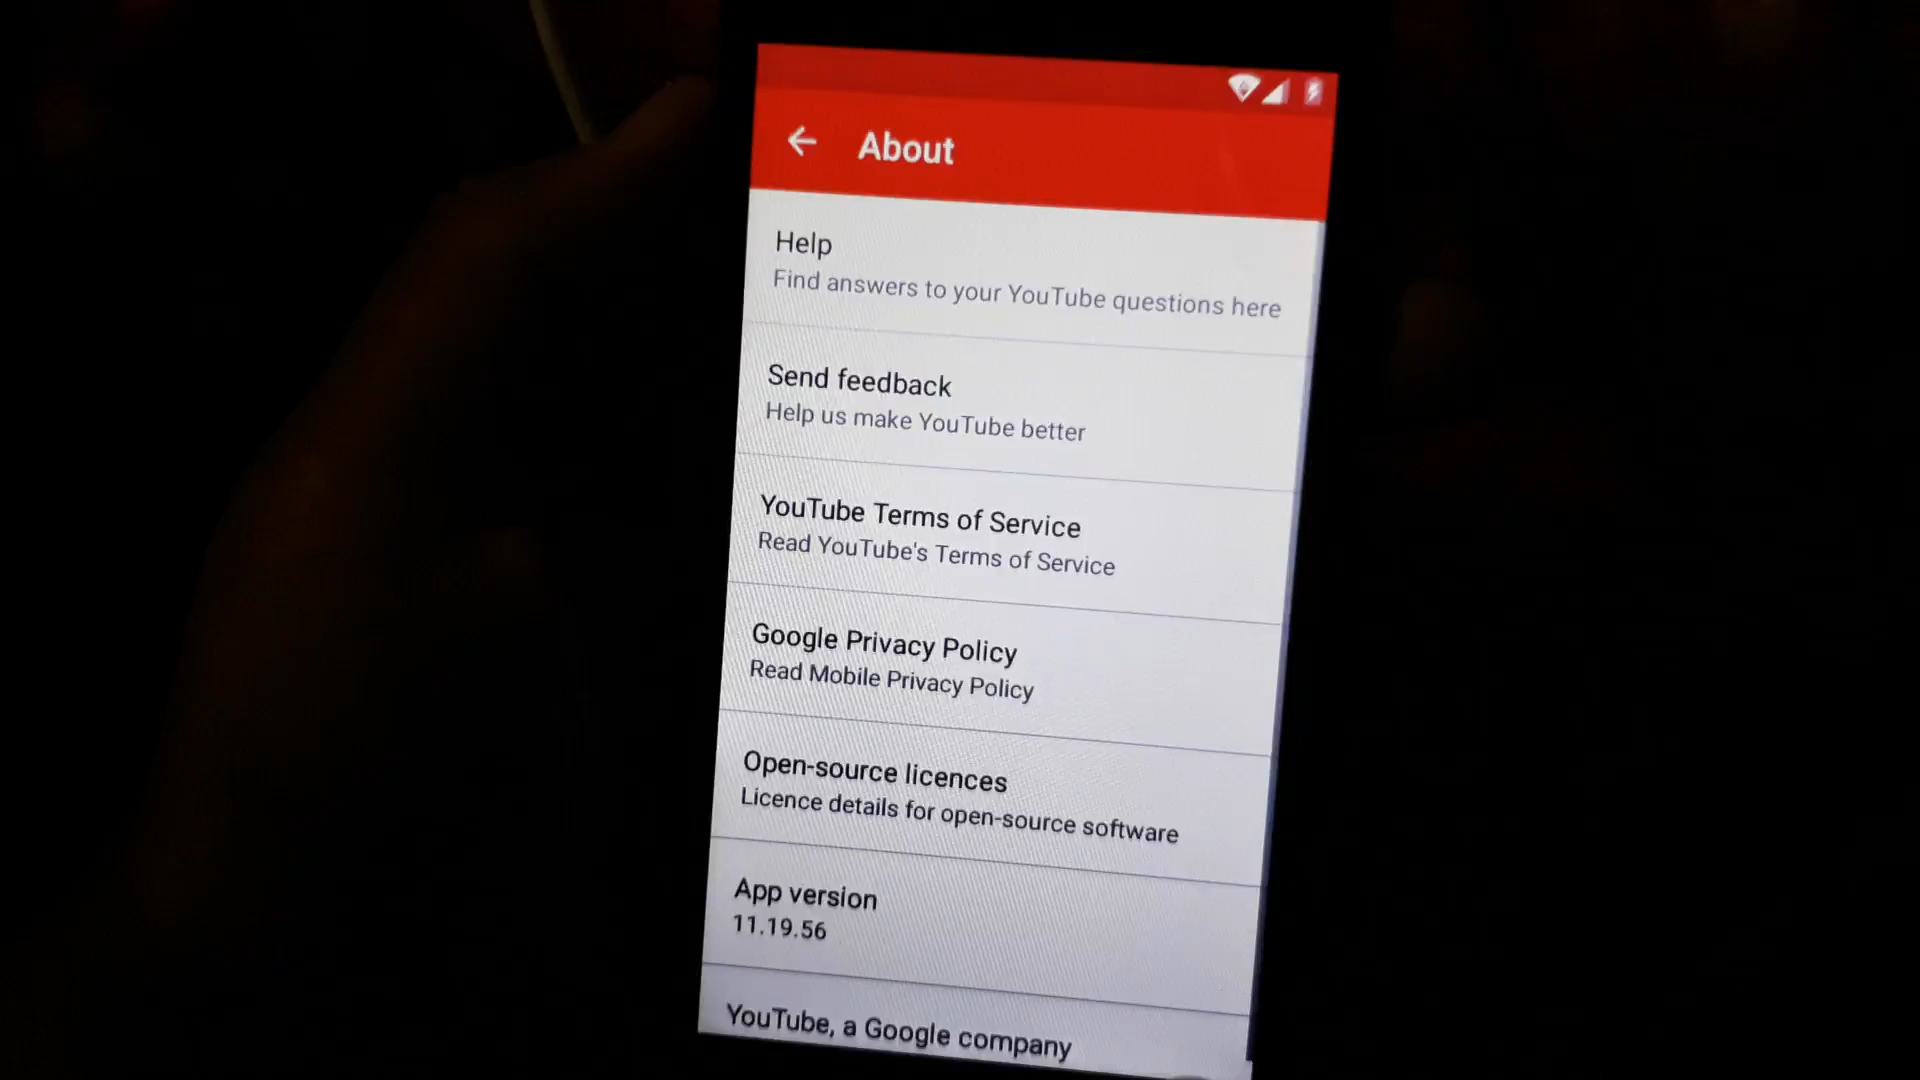 About
Help
Find answers to your YouTube questions here
Send feedback
Help us make YouTube better
YouTube Terms of Service
Read YouTube's Terms of Service
Google Privacy Policy
Read Mobile Privacy Policy
Open-source licences
Licence details for open-source software
App version
11.19.56
YouTube, a Google company